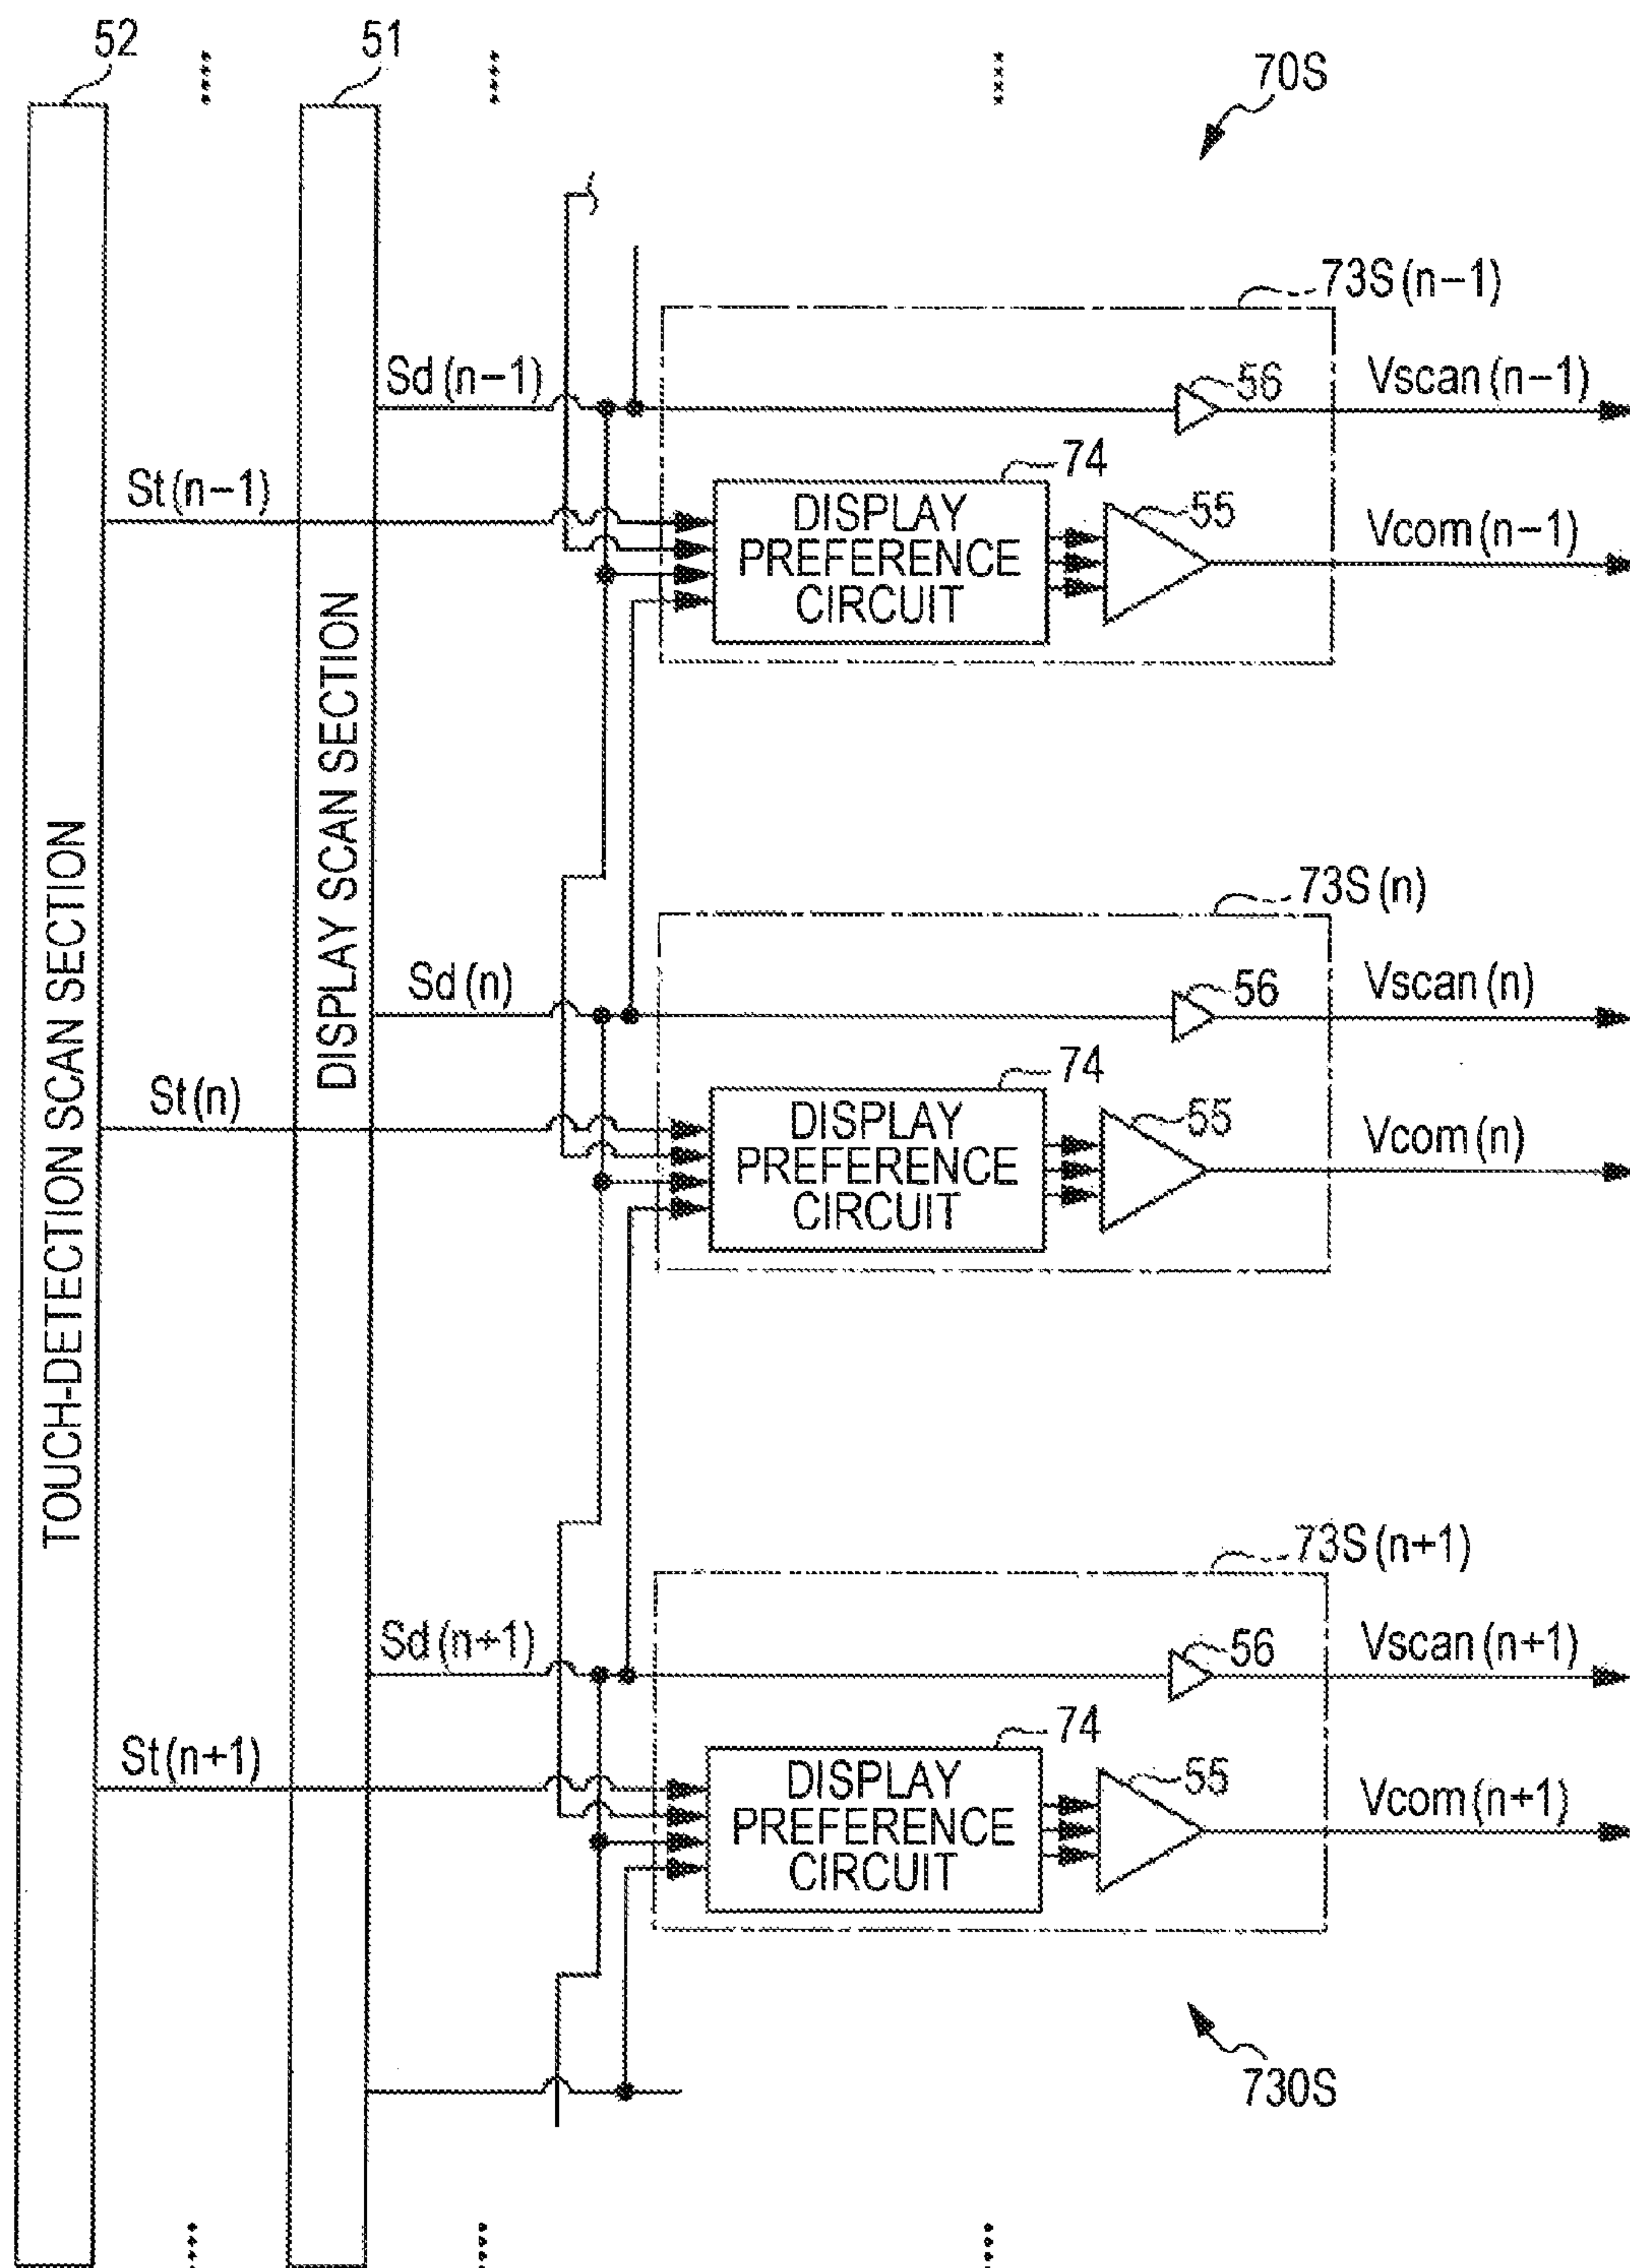 52
51
70S
73S(n−1)
Sd(n−1)
56
Vscan(n−1)
St(n−1)
74
DISPLAY
PREFERENCE
CIRCUIT
55
Vcom(n−1)
TOUCH-DETECTION SCAN SECTION
DISPLAY SCAN SECTION
73S(n)
Sd(n)
56
Vscan(n)
St(n)
74
DISPLAY
PREFERENCE
CIRCUIT
55
Vcom(n)
73S(n+1)
Sd(n+1)
56
Vscan(n+1)
St(n+1)
74
DISPLAY
PREFERENCE
CIRCUIT
55
Vcom(n+1)
730S